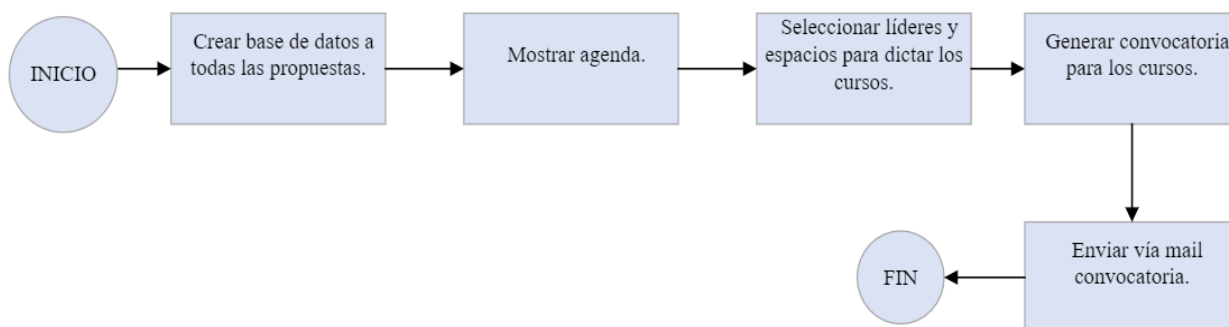 INICIO
Crear base de datos a
todas las propuestas.
Mostrar agenda.
Seleccionar líderes y
espacios para dictar los
cursos.
Generar convocatoria
para los cursos.
Enviar vía mail
convocatoria.
FIN